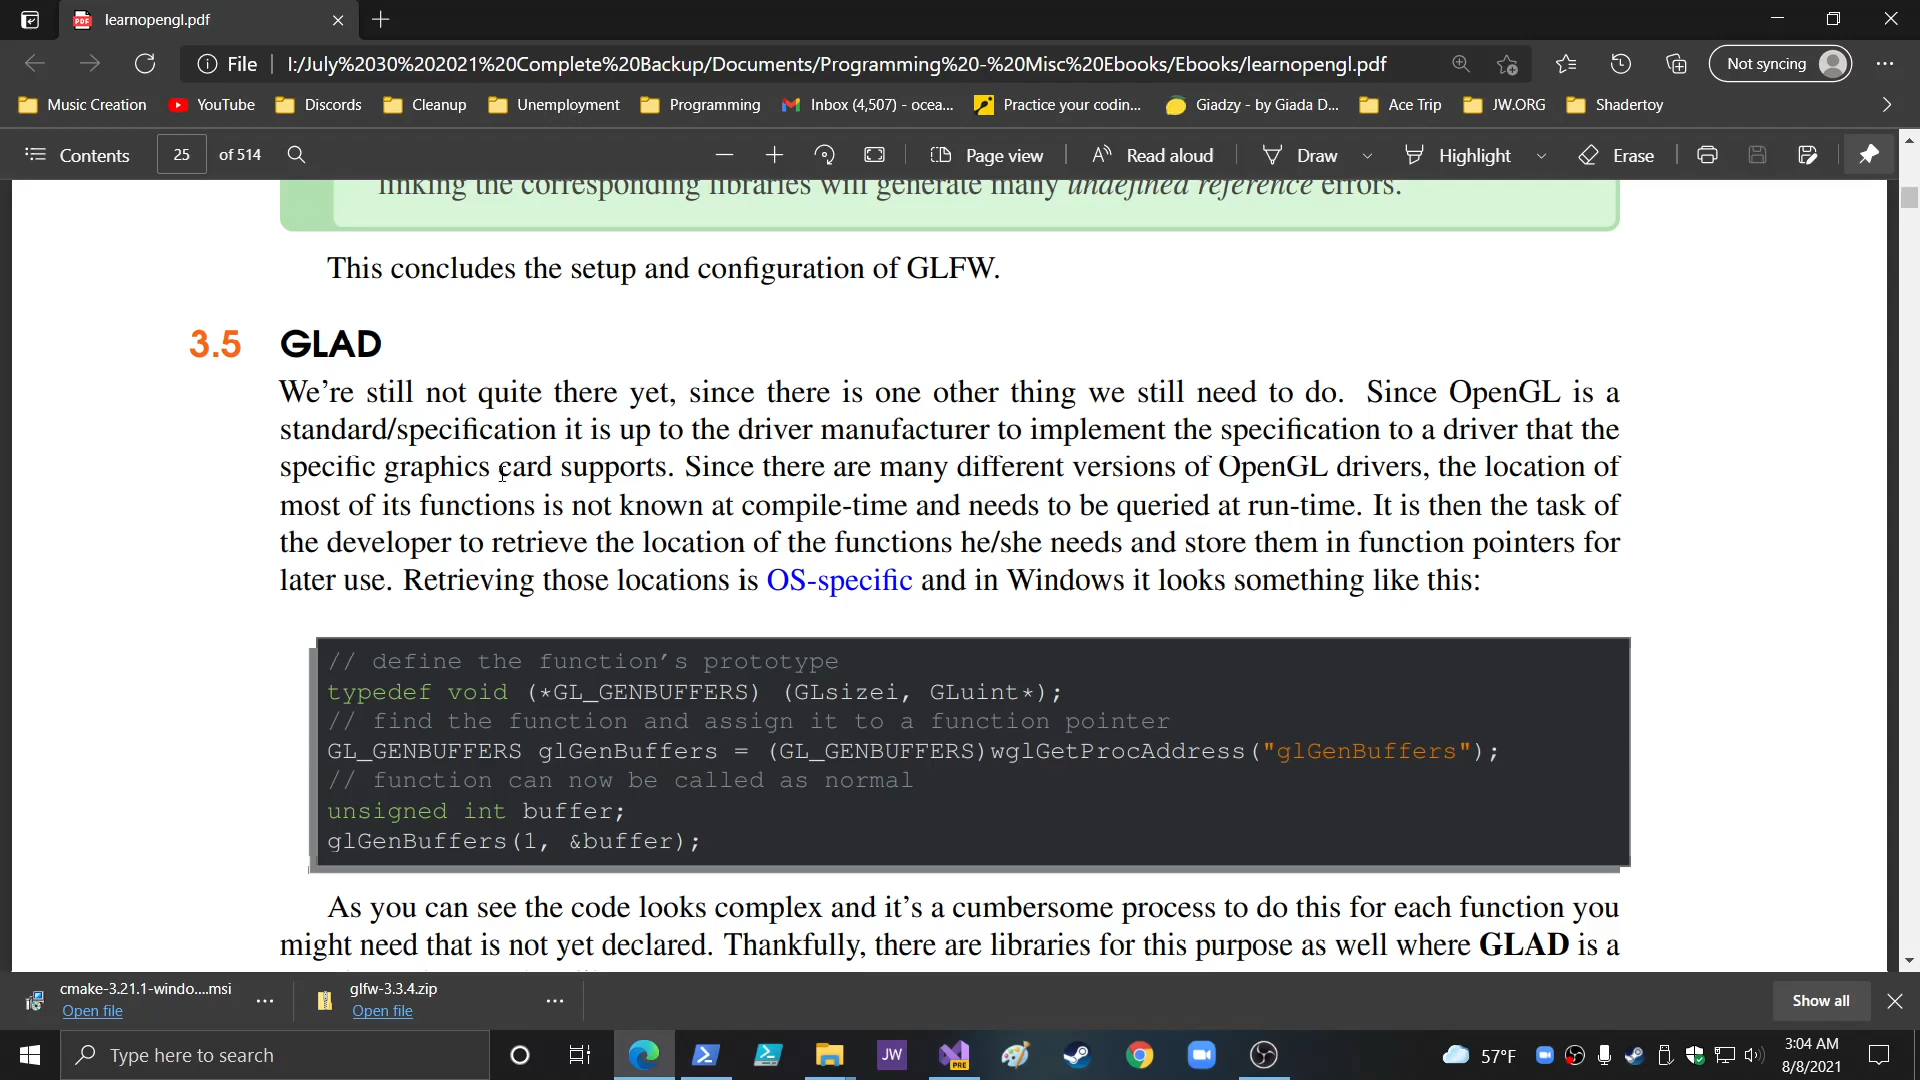 learnopengl.pdf
File
I:/July%2030%202021%20Complete%20Backup/Documents/Programming%20-%20Misc%20Ebooks/Ebooks/learnopengl.pdf
Not syncing
Music Creation
YouTube
Discords
Cleanup
Unemployment
Programming
Inbox (4,507) - ocea...
Practice your codin...
Giadzy - by Giada D...
Ace Trip
JW.ORG
Shadertoy
Contents
25
of 514
Page view
Read aloud
Draw
Highlight
Erase
linking the corresponding libraries will generate many undefined reference errors.
This concludes the setup and configuration of GLFW.
3.5 GLAD
We're still not quite there yet, since there is one other thing we still need to do. Since OpenGL is a
standard/specification it is up to the driver manufacturer to implement the specification to a driver that the
specific graphics card supports. Since there are many different versions of OpenGL drivers, the location of
most of its functions is not known at compile-time and needs to be queried at run-time. It is then the task of
the developer to retrieve the location of the functions he/she needs and store them in function pointers for
later use. Retrieving those locations is OS-specific and in Windows it looks something like this:
// define the function's prototype
typedef void (*GL_GENBUFFERS) (GLsizei, GLuint*);
// find the function and assign it to a function pointer
GL_GENBUFFERS glGenBuffers = (GL_GENBUFFERS)wglGetProcAddress("glGenBuffers");
// function can now be called as normal
unsigned int buffer;
glGenBuffers(1, &buffer);
As you can see the code looks complex and it's a cumbersome process to do this for each function you
might need that is not yet declared. Thankfully, there are libraries for this purpose as well where GLAD is a
cmake-3.21.1-windo....msi
Open file
glfw-3.3.4.zip
Open file
Show all
Type here to search
JW
PRE
57°F
3:04 AM
8/8/2021